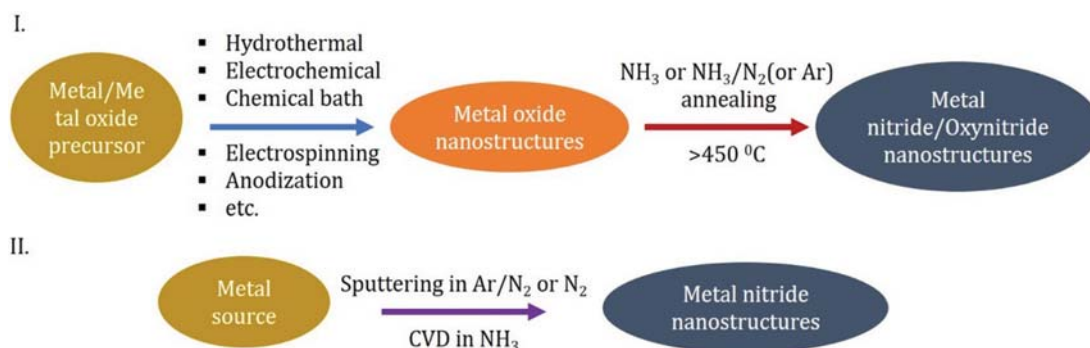 I.
Metal/Me
tal oxide
precursor
▪ Hydrothermal
▪ Electrochemical
▪ Chemical bath
▪ Electrospinning
▪ Anodization
▪ etc.
Metal oxide
nanostructures
NH₃ or NH₃/N₂(or Ar)
annealing
>450 ⁰C
Metal
nitride/Oxynitride
nanostructures
II.
Metal
source
Sputtering in Ar/N₂ or N₂
CVD in NH₃
Metal nitride
nanostructures